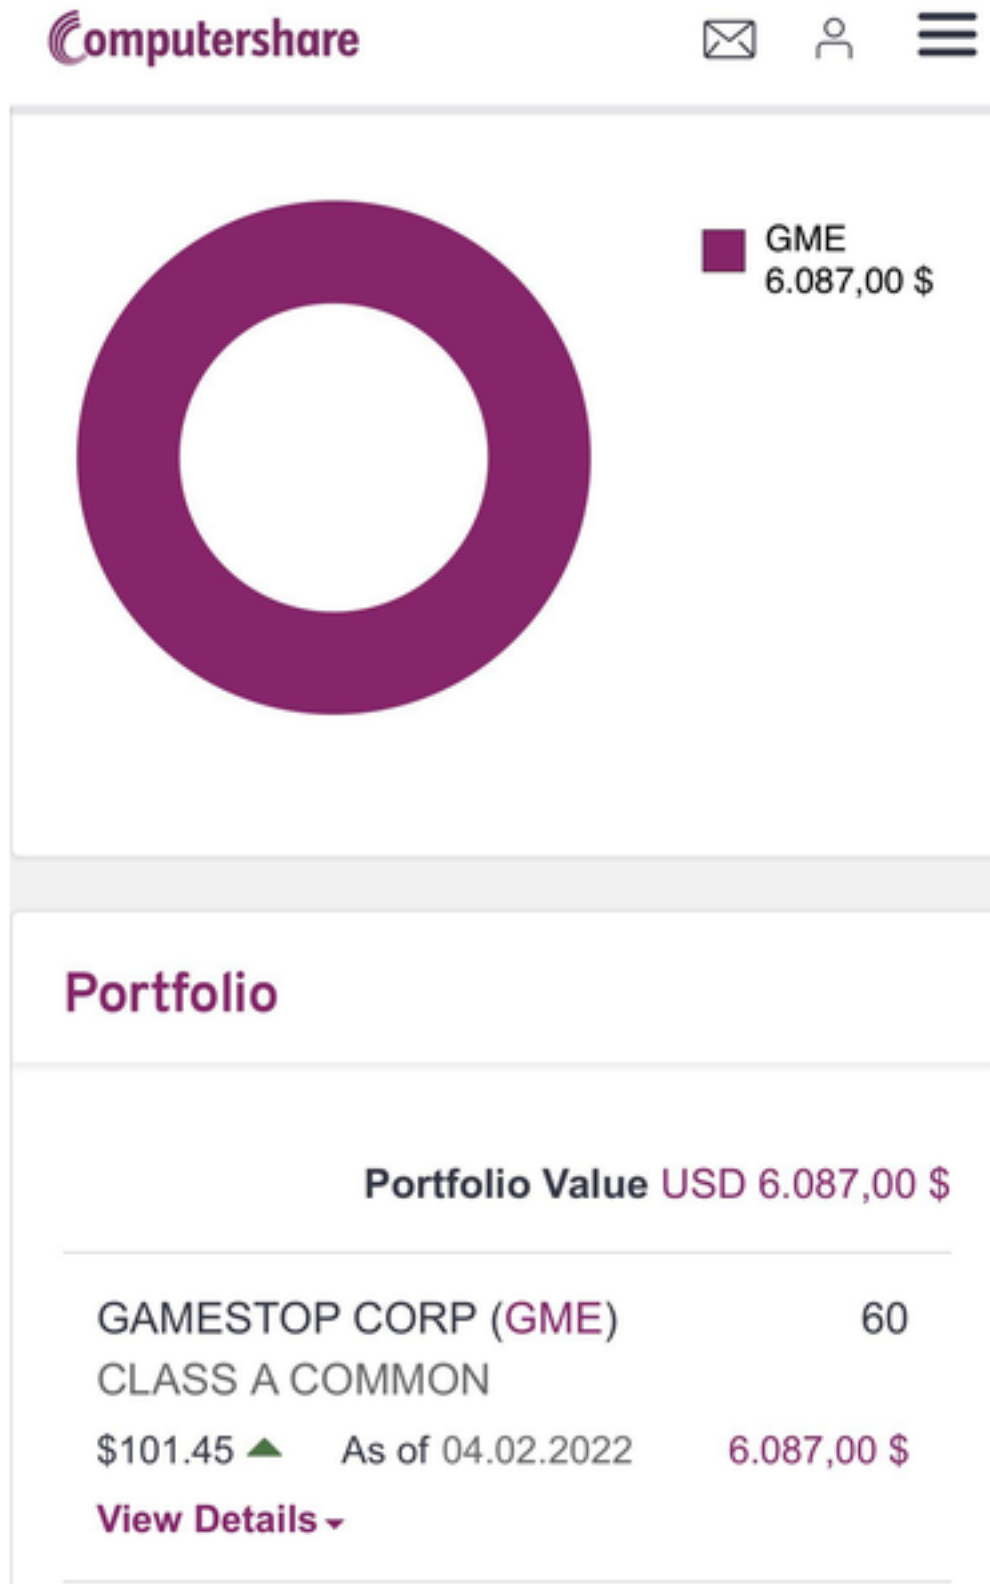 Computershare
GME
6.087,00 $
Portfolio
Portfolio Value USD 6.087,00 $
GAMESTOP CORP (GME) 60
CLASS A COMMON
$101.45 As of 04.02.2022 6.087,00 $
View Details